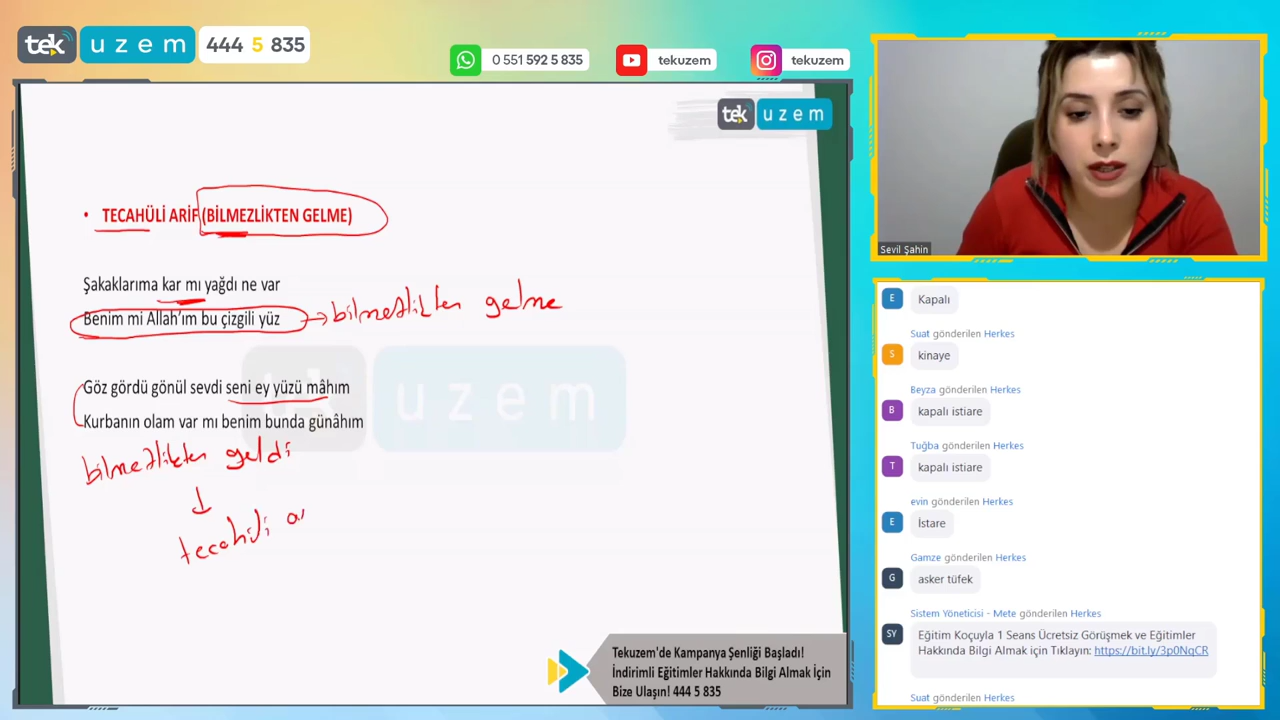 tek uzem 444 5 835
0 551 592 5 835
tekuzem
tekuzem
tek uzem
• TECAHÜLİ ARİF (BİLMEZLİKTEN GELME)
Şakaklarıma kar mı yağdı ne var
Benim mi Allah'ım bu çizgili yüz
bilmezlikten gelme
Göz gördü gönül sevdi seni ey yüzü mâhım
Kurbanın olam var mı benim bunda günâhım
bilmezlikten geldi
tecahüli a
tek uzem
Tekuzem'de Kampanya Şenliği Başladı!
İndirimli Eğitimler Hakkında Bilgi Almak İçin
Bize Ulaşın! 444 5 835
Sevil Şahin
E Kapalı
Suat gönderilen Herkes
S kinaye
Beyza gönderilen Herkes
B kapalı istiare
Tuğba gönderilen Herkes
T kapalı istiare
evin gönderilen Herkes
E İstare
Gamze gönderilen Herkes
G asker tüfek
Sistem Yöneticisi - Mete gönderilen Herkes
SY Eğitim Koçuyla 1 Seans Ücretsiz Görüşmek ve Eğitimler
Hakkında Bilgi Almak için Tıklayın: https://bit.ly/3p0NqCR
Suat gönderilen Herkes